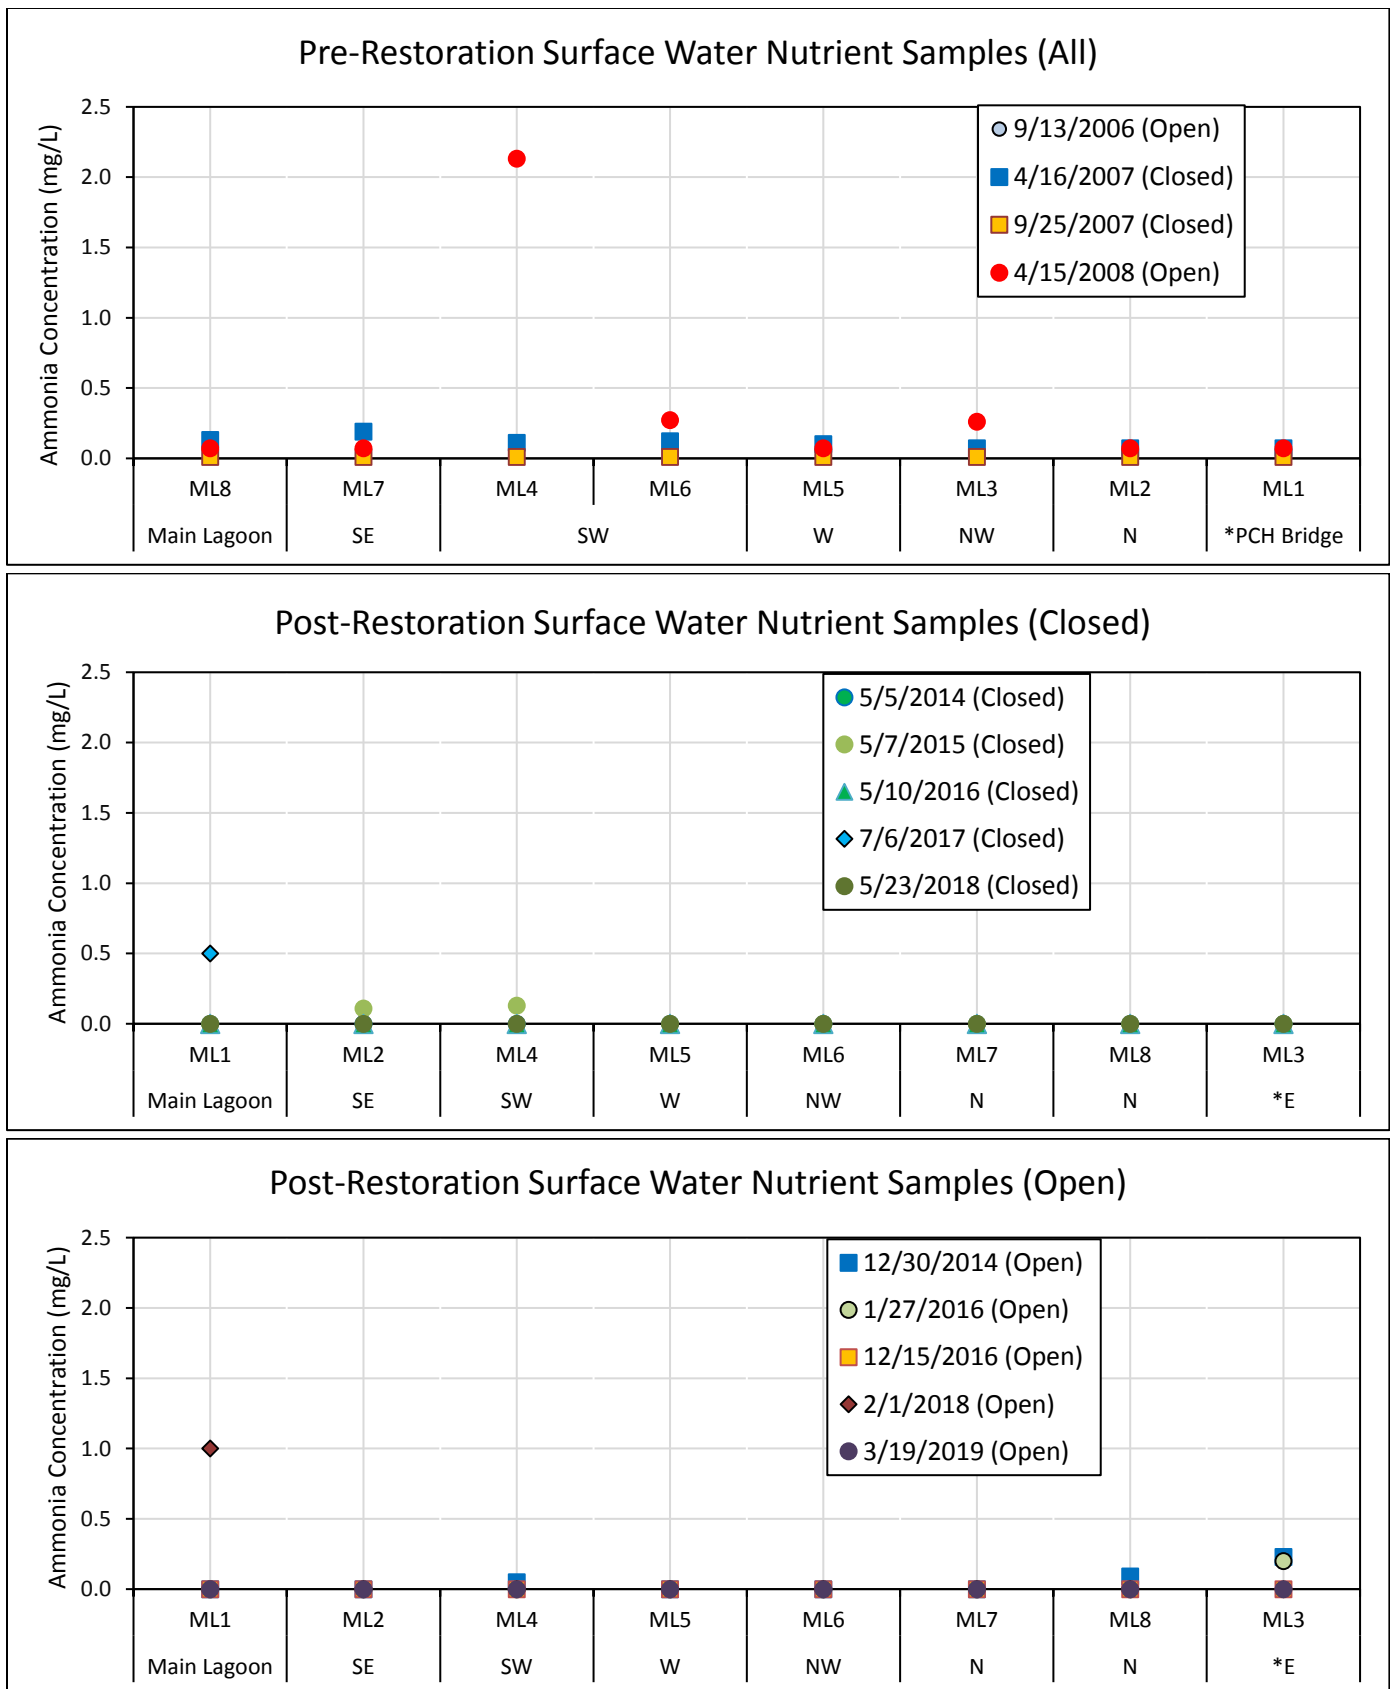 Pre-Restoration Surface Water Nutrient Samples (All)
Ammonia Concentration (mg/L)
2.5
2.0
1.5
1.0
0.5
0.0
9/13/2006 (Open)
4/16/2007 (Closed)
9/25/2007 (Closed)
4/15/2008 (Open)
ML8 ML7 ML4 ML6 ML5 ML3 ML2 ML1
Main Lagoon SE SW W NW N *PCH Bridge
Post-Restoration Surface Water Nutrient Samples (Closed)
Ammonia Concentration (mg/L)
2.5
2.0
1.5
1.0
0.5
0.0
5/5/2014 (Closed)
5/7/2015 (Closed)
5/10/2016 (Closed)
7/6/2017 (Closed)
5/23/2018 (Closed)
ML1 ML2 ML4 ML5 ML6 ML7 ML8 ML3
Main Lagoon SE SW W NW N N *E
Post-Restoration Surface Water Nutrient Samples (Open)
Ammonia Concentration (mg/L)
2.5
2.0
1.5
1.0
0.5
0.0
12/30/2014 (Open)
1/27/2016 (Open)
12/15/2016 (Open)
2/1/2018 (Open)
3/19/2019 (Open)
ML1 ML2 ML4 ML5 ML6 ML7 ML8 ML3
Main Lagoon SE SW W NW N N *E